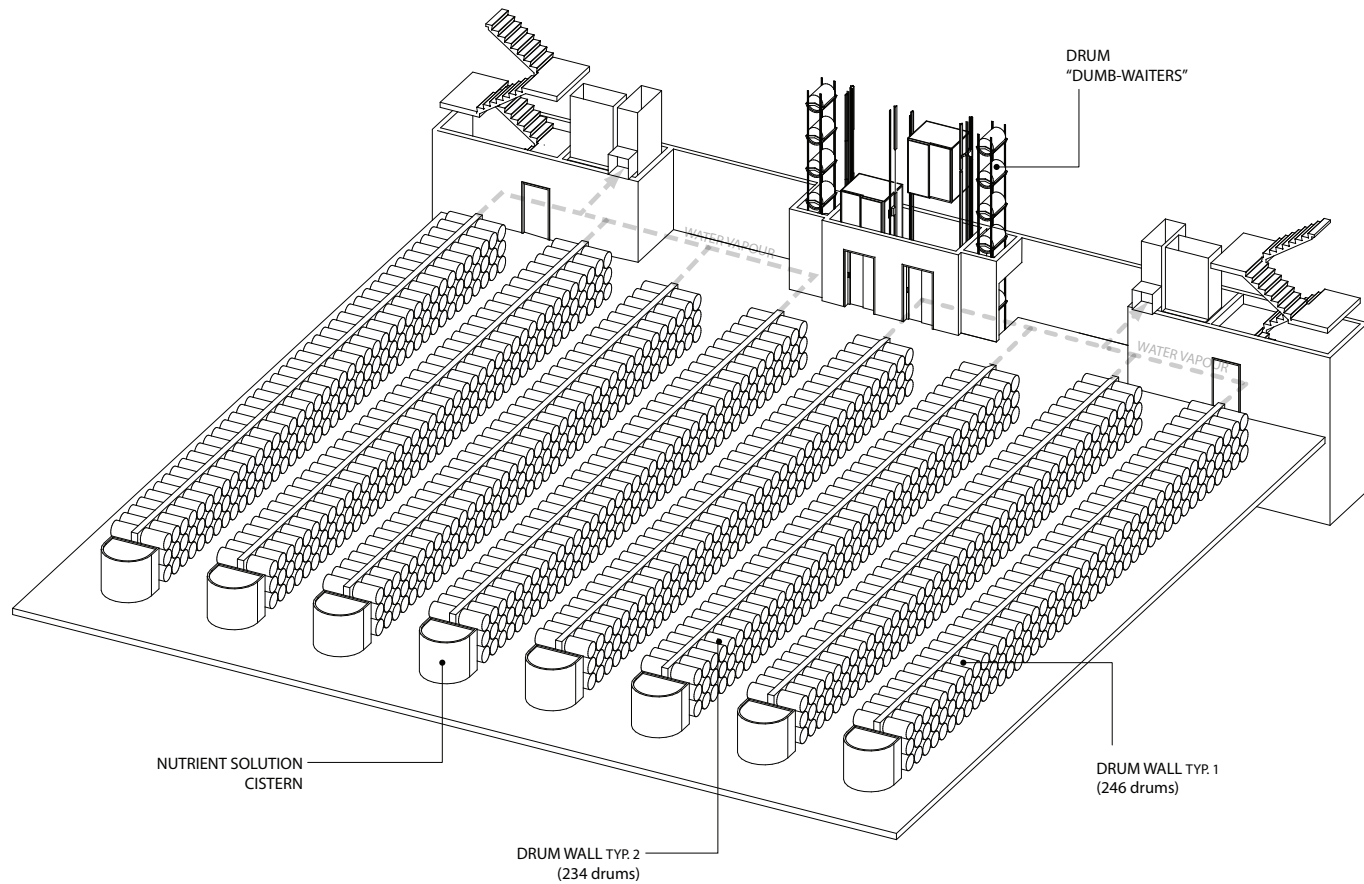 DRUM
“DUMB-WAITERS”
WATER VAPOUR
WATER VAPOUR
NUTRIENT SOLUTION
CISTERN
DRUM WALL TYP. 1
(246 drums)
DRUM WALL TYP. 2
(234 drums)